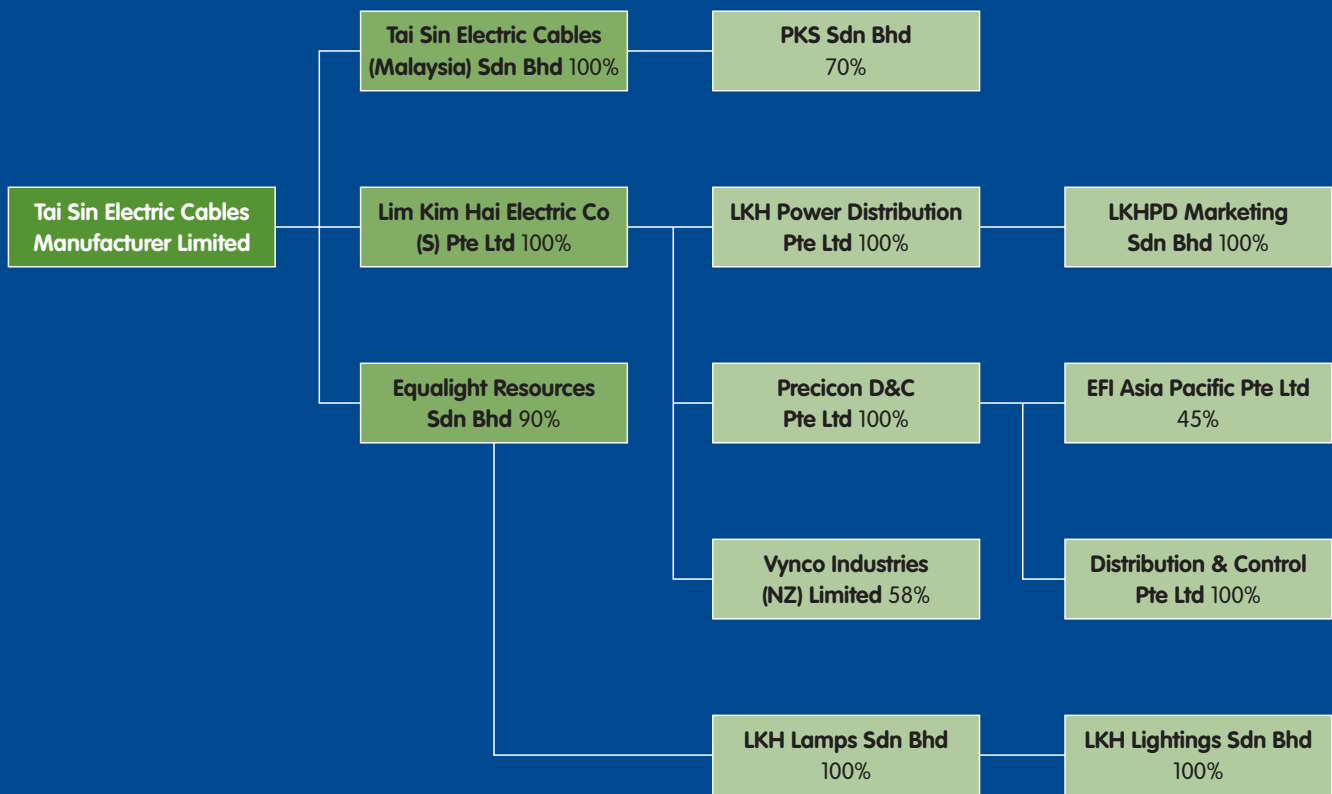 Tai Sin Electric Cables
(Malaysia) Sdn Bhd 100%
PKS Sdn Bhd
70%
Tai Sin Electric Cables
Manufacturer Limited
Lim Kim Hai Electric Co
(S) Pte Ltd 100%
LKH Power Distribution
Pte Ltd 100%
LKHPD Marketing
Sdn Bhd 100%
Equalight Resources
Sdn Bhd 90%
Precicon D&C
Pte Ltd 100%
EFI Asia Pacific Pte Ltd
45%
Vynco Industries
(NZ) Limited 58%
Distribution & Control
Pte Ltd 100%
LKH Lamps Sdn Bhd
100%
LKH Lightings Sdn Bhd
100%